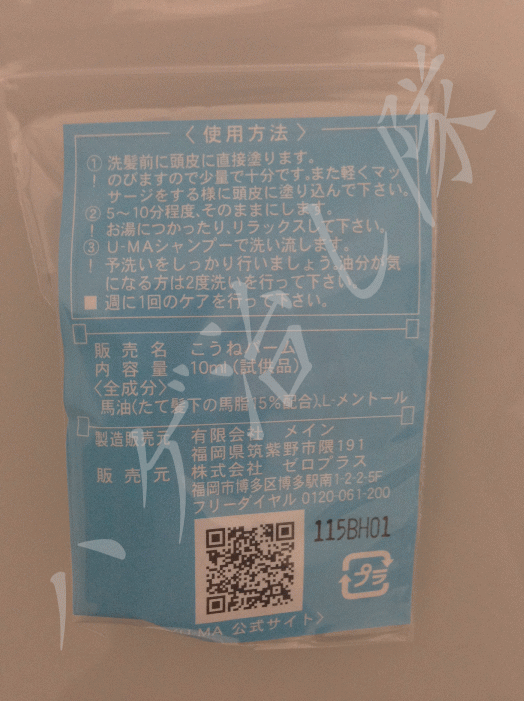 〈 使用方法 〉
① 洗髪前に頭皮に直接塗ります。
! のびますので少量で十分です。また軽くマッ
サージをする様に頭皮に塗り込んで下さい。
② 5〜10分程度、そのままにします。
! お湯につかったり、リラックスして下さい。
③ U-MAシャンプーで洗い流します。
! 予洗いをしっかり行いましょう。油分が気
になる方は2度洗いを行って下さい
■ 週に1回のケアを行って下さい。
販売名 こうねバーム
内容量 10ml(試供品)
〈全成分〉
馬油(たて髪下の馬脂15%配合)、L-メントール
製造販売元 有限会社 メイン
福岡県筑紫野市隈191
販売元 株式会社 ゼロプラス
福岡市博多区博多駅南1-2-2-5F
フリーダイヤル 0120-061-200
115BH01
プラ
U-MA 公式サイト〉
ハゲ治し隊